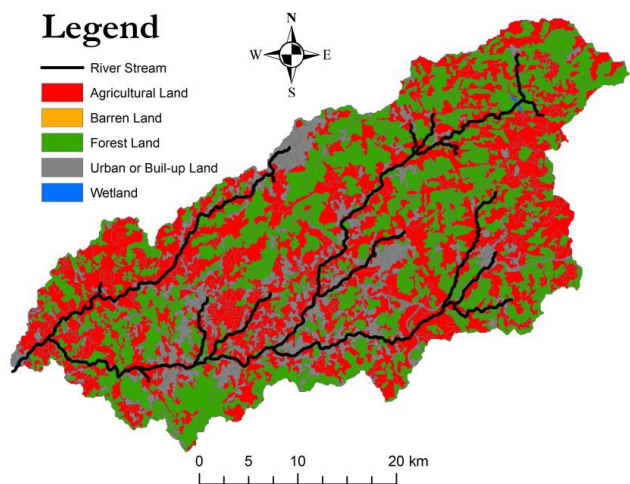 Legend
River Stream
Agricultural Land
Barren Land
Forest Land
Urban or Buil-up Land
Wetland
N
W E
S
0 5 10 20 km